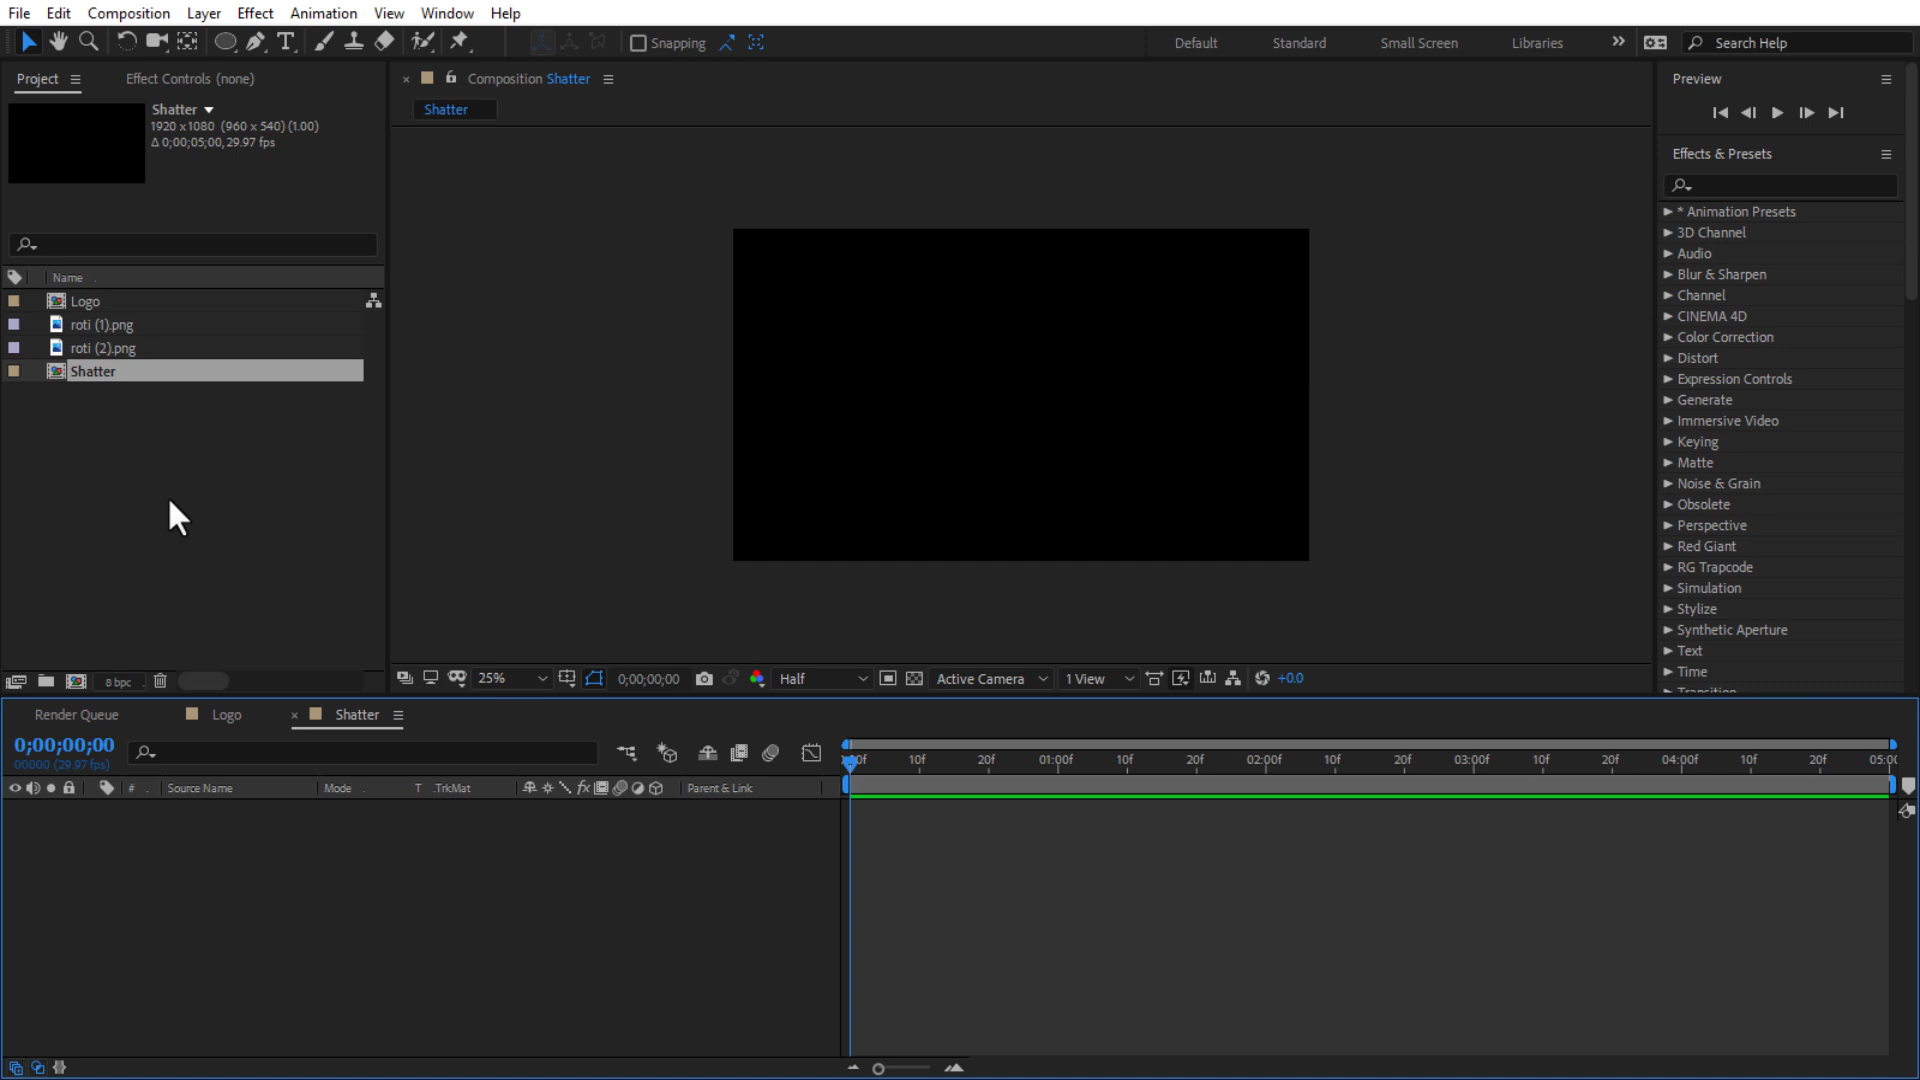 File Edit Composition Layer Effect Animation View Window Help
Snapping
Default Standard Small Screen Libraries Search Help
Project Effect Controls (none)
Shatter
1920 x1080 (960 x 540) (1.00)
Δ 0;00;05;00, 29.97 fps
Name
Logo
roti (1).png
roti (2).png
Shatter
8 bpc
Composition Shatter
Shatter
25% 0;00;00;00 Half Active Camera 1 View +0.0
Preview
Effects & Presets
* Animation Presets
3D Channel
Audio
Blur & Sharpen
Channel
CINEMA 4D
Color Correction
Distort
Expression Controls
Generate
Immersive Video
Keying
Matte
Noise & Grain
Obsolete
Perspective
Red Giant
RG Trapcode
Simulation
Stylize
Synthetic Aperture
Text
Time
Transition
Render Queue Logo Shatter
0;00;00;00
00000 (29.97 fps)
# Source Name Mode T .TrkMat fx Parent & Link
10f 20f 01:00f 10f 20f 02:00f 10f 20f 03:00f 10f 20f 04:00f 10f 20f